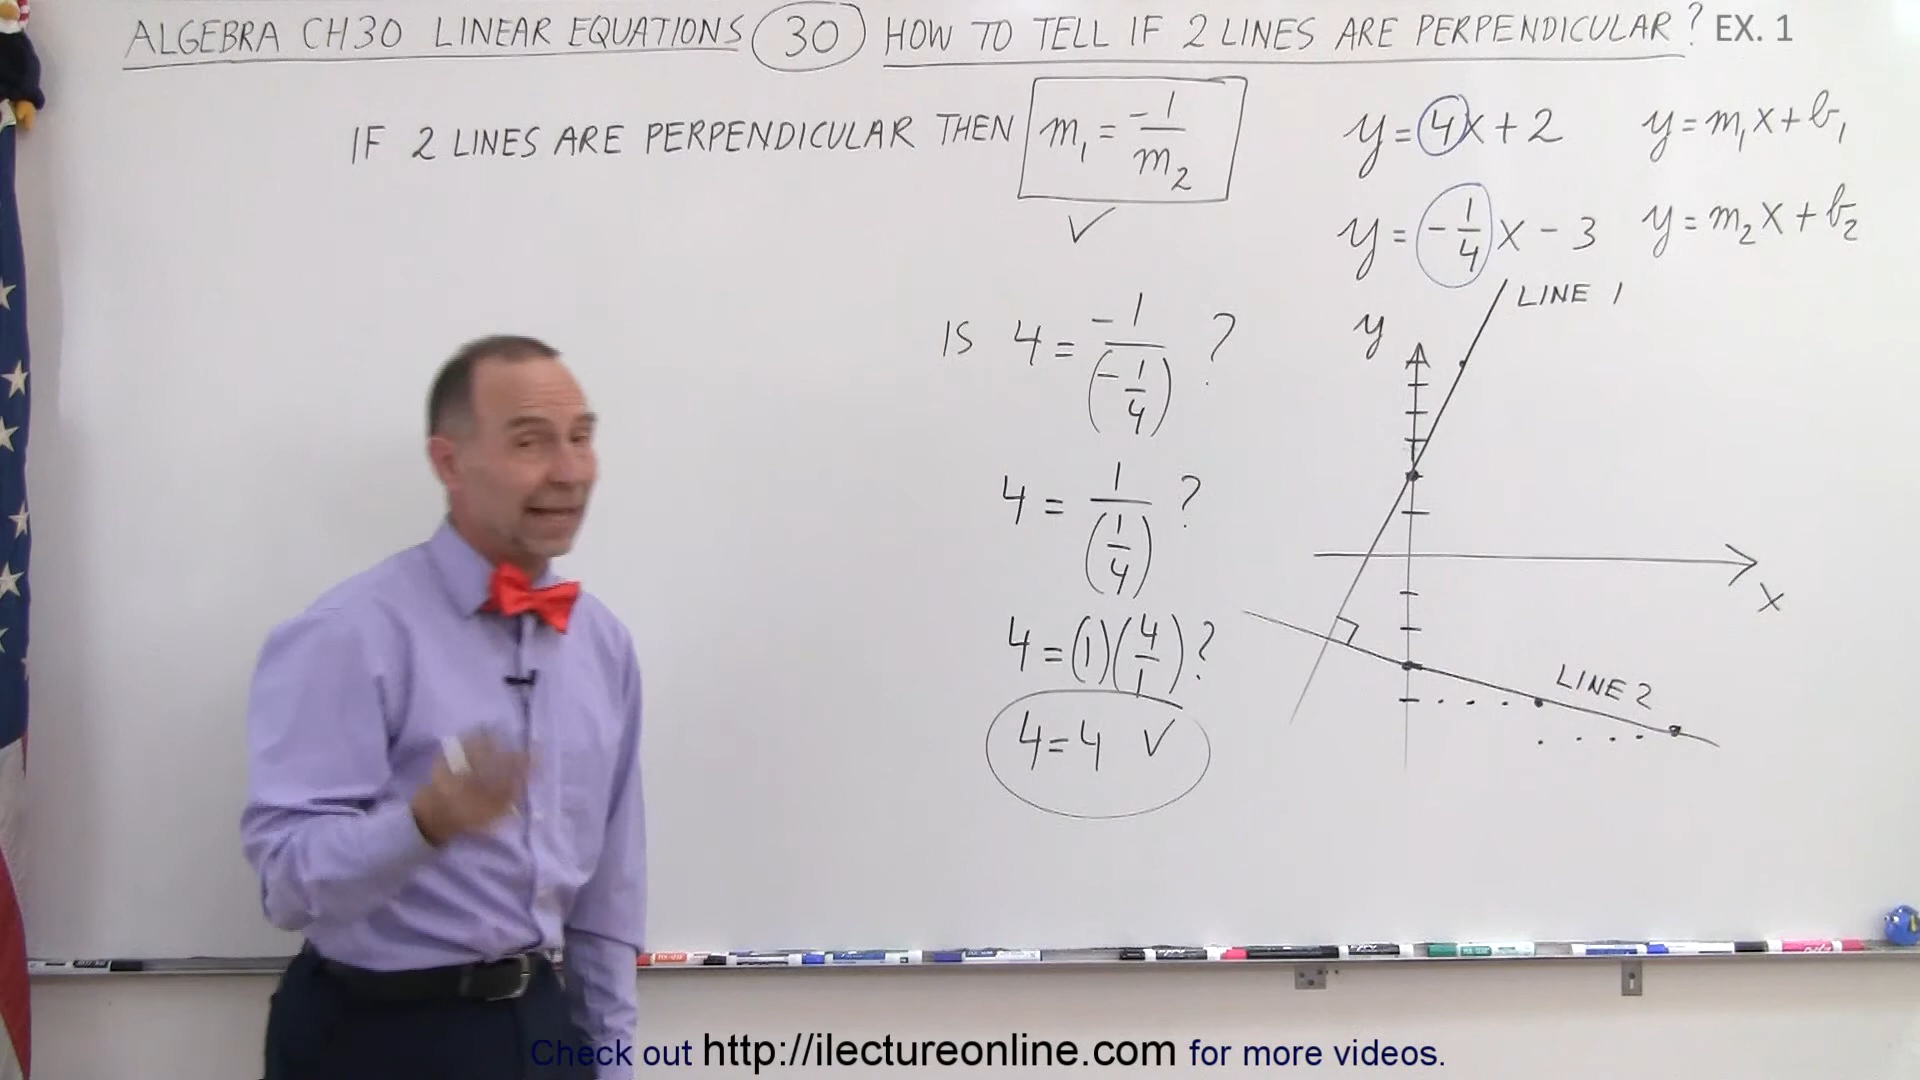 ALGEBRA CH30 LINEAR EQUATIONS 30 HOW TO TELL IF 2 LINES ARE PERPENDICULAR? EX. 1
IF 2 LINES ARE PERPENDICULAR THEN m₁ = -1/m₂ ✓
y = 4x + 2 y = m₁x + b₁
y = -1/4 x - 3 y = m₂x + b₂
IS 4 = -1/(-1/4) ?
4 = 1/(1/4) ?
4 = (1)(4/1) ?
4 = 4 ✓
LINE 1
y
x
LINE 2
Check out http://ilectureonline.com for more videos.